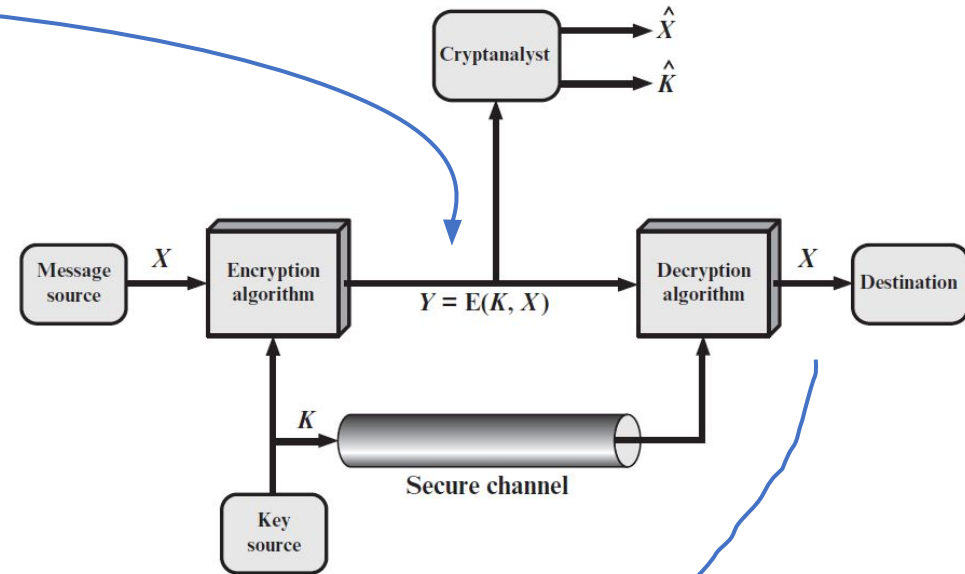 Cryptanalyst
X̂
K̂
Message
source
X
Encryption
algorithm
Y = E(K, X)
Decryption
algorithm
X
Destination
K
Secure channel
Key
source